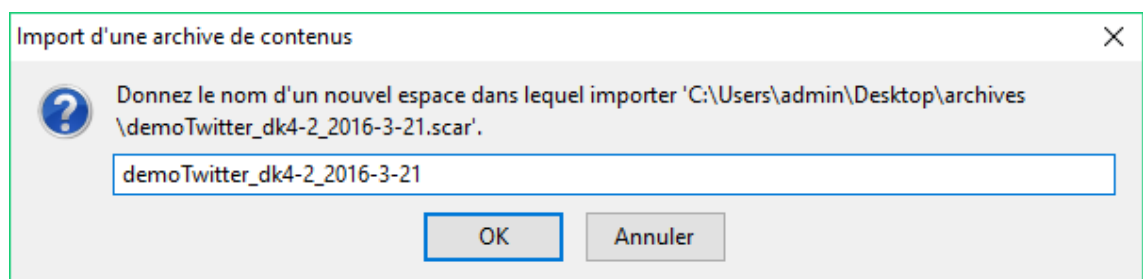 Import d'une archive de contenus
Donnez le nom d'un nouvel espace dans lequel importer 'C:\Users\admin\Desktop\archives
\demoTwitter_dk4-2_2016-3-21.scar'.
demoTwitter_dk4-2_2016-3-21
OK Annuler